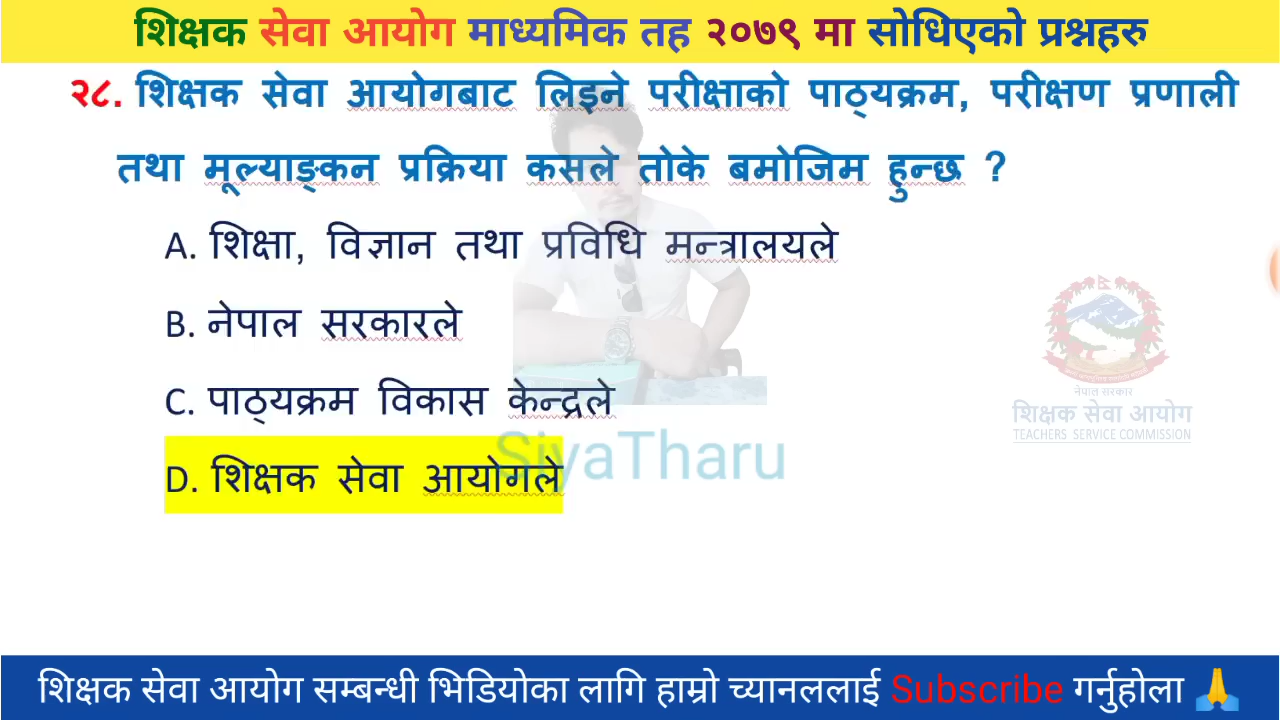 शिक्षक सेवा आयोग माध्यमिक तह २०७९ मा सोधिएको प्रश्नहरु
२८. शिक्षक सेवा आयोगबाट लिइने परीक्षाको पाठ्यक्रम, परीक्षण प्रणाली
तथा मूल्याङ्कन प्रक्रिया कसले तोके बमोजिम हुन्छ ?
A. शिक्षा, विज्ञान तथा प्रविधि मन्त्रालयले
B. नेपाल सरकारले
C. पाठ्यक्रम विकास केन्द्रले
D. शिक्षक सेवा आयोगले
SiyaTharu
नेपाल सरकार
शिक्षक सेवा आयोग
TEACHERS SERVICE COMMISSION
शिक्षक सेवा आयोग सम्बन्धी भिडियोका लागि हाम्रो च्यानललाई Subscribe गर्नुहोला 🙏